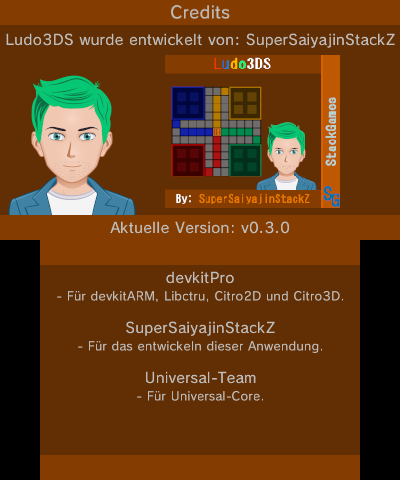 Credits
Ludo3DS wurde entwickelt von: SuperSaiyajinStackZ
Ludo3DS
StackGames
SG
By: SuperSaiyajinStackZ
Aktuelle Version: v0.3.0
devkitPro
- Für devkitARM, Libctru, Citro2D und Citro3D.
SuperSaiyajinStackZ
- Für das entwickeln dieser Anwendung.
Universal-Team
- Für Universal-Core.